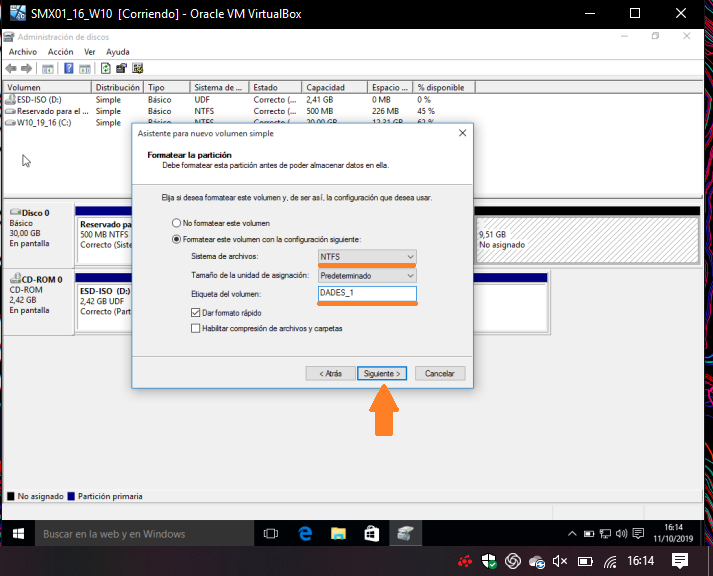 SMX01_16_W10 [Corriendo] - Oracle VM VirtualBox
Administración de discos
Archivo Acción Ver Ayuda
Volumen Distribución Tipo Sistema de ... Estado Capacidad Espacio ... % disponible
ESD-ISO (D:) Simple Básico UDF Correcto (... 2,41 GB 0 MB 0 %
Reservado para el ... Simple Básico NTFS Correcto (... 500 MB 226 MB 45 %
W10_19_16 (C:) Simple Básico NTFS Correcto (... 20,00 GB 12,31 GB 62 %
Asistente para nuevo volumen simple
Formatear la partición
Debe formatear esta partición antes de poder almacenar datos en ella.
Elija si desea formatear este volumen y, de ser así, la configuración que desea usar.
No formatear este volumen
Formatear este volumen con la configuración siguiente:
Sistema de archivos: NTFS
Tamaño de la unidad de asignación: Predeterminado
Etiqueta del volumen: DADES_1
Dar formato rápido
Habilitar compresión de archivos y carpetas
< Atrás Siguiente > Cancelar
Disco 0
Básico
30,00 GB
En pantalla
Reservado pa
500 MB NTFS
Correcto (Siste
9,51 GB
No asignado
CD-ROM 0
CD-ROM
2,42 GB
En pantalla
ESD-ISO (D:)
2,42 GB UDF
Correcto (Part
No asignado Partición primaria
Buscar en la web y en Windows
16:14
11/10/2019
16:14